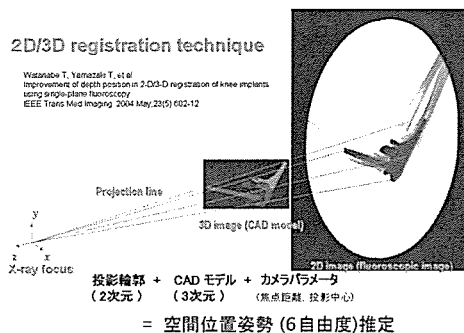 2D/3D registration technique
Watanabe T, Yamazaki T, et al
Improvement of depth position in 2-D/3-D registration of knee implants
using single-plane fluoroscopy
IEEE Trans Med Imaging 2004 May;23(5) 602-12
Projection line
3D image (CAD model)
y
z x
X-ray focus
2D image (fluoroscopic image)
投影輪郭 + CAD モデル + カメラパラメータ
(2次元) (3次元) (焦点距離, 投影中心)
= 空間位置姿勢 (6自由度)推定